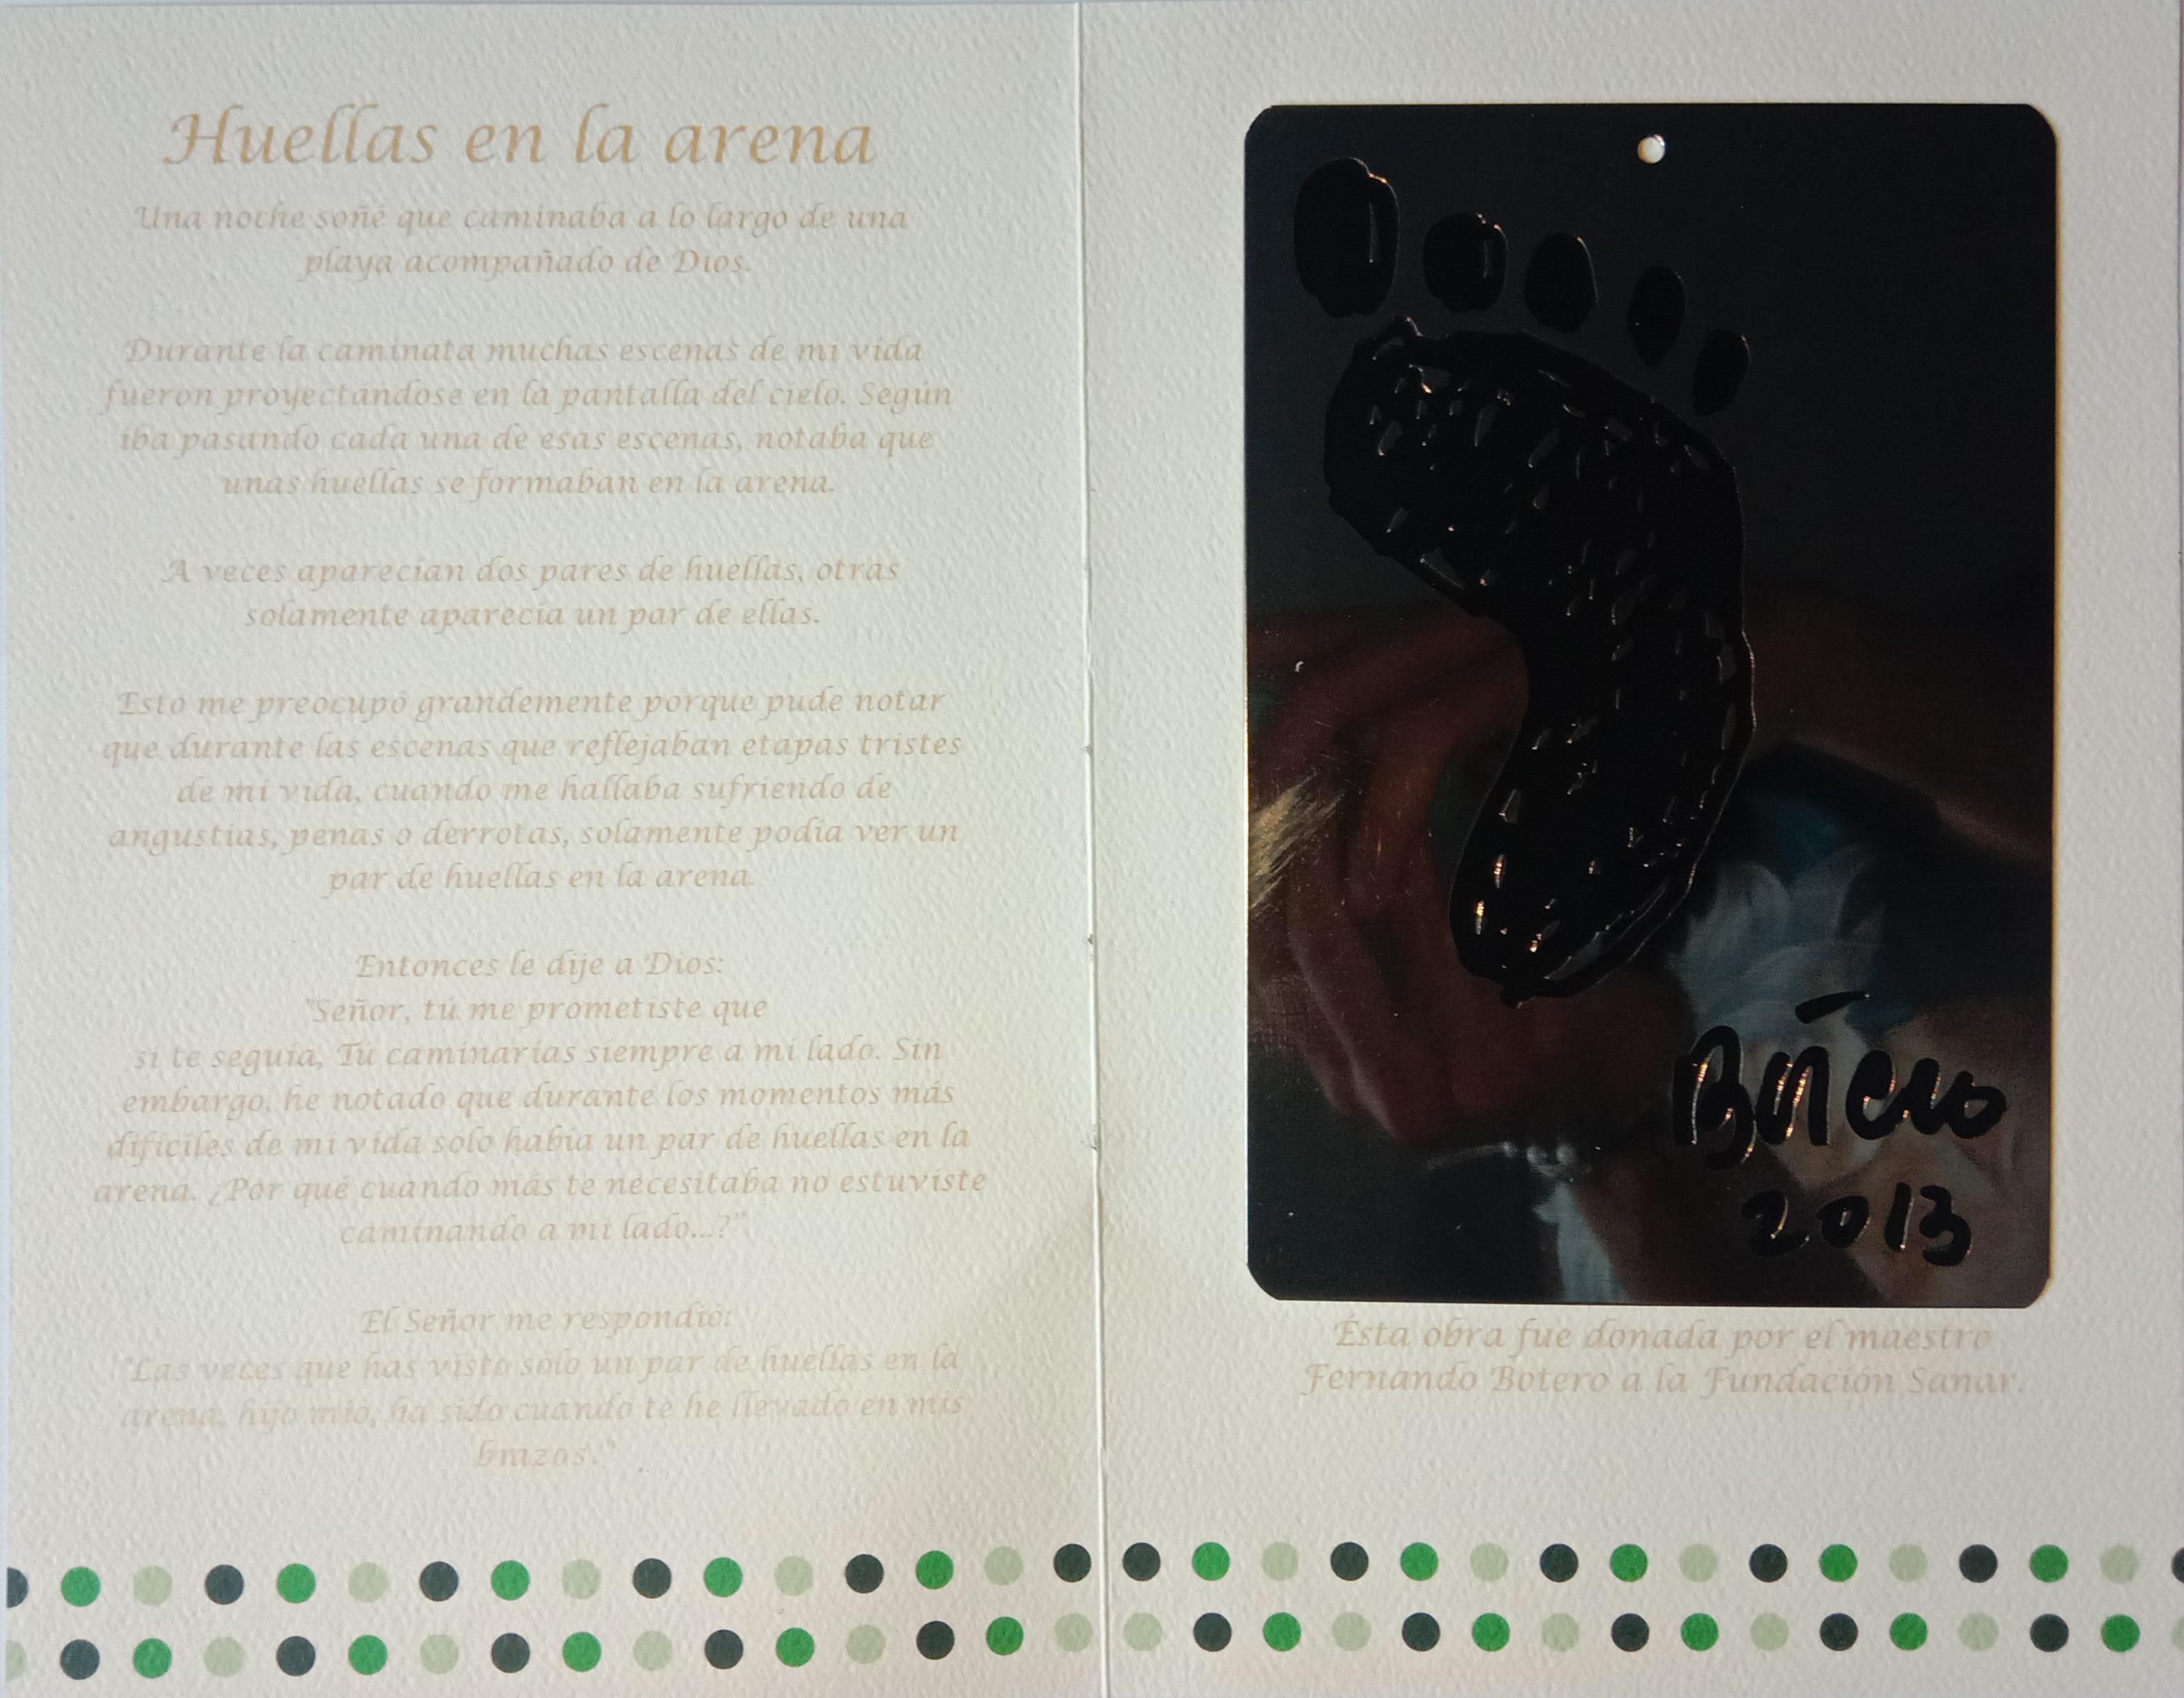 Huellas en la arena
Una noche soñé que caminaba a lo largo de una
playa acompañado de Dios.
Durante la caminata muchas escenas de mi vida
fueron proyectandose en la pantalla del cielo. Según
iba pasando cada una de esas escenas, notaba que
unas huellas se formaban en la arena.
A veces aparecían dos pares de huellas, otras
solamente aparecía un par de ellas.
Esto me preocupó grandemente porque pude notar
que durante las escenas que reflejaban etapas tristes
de mi vida, cuando me hallaba sufriendo de
angustias, penas o derrotas, solamente podía ver un
par de huellas en la arena.
Entonces le dije a Dios:
"Señor, tú me prometiste que
si te seguía, Tú caminarías siempre a mi lado. Sin
embargo, he notado que durante los momentos más
difíciles de mi vida solo había un par de huellas en la
arena. ¿Por qué cuando más te necesitaba no estuviste
caminando a mi lado...?"
El Señor me respondió:
"Las veces que has visto solo un par de huellas en la
arena, hijo mío, ha sido cuando te he llevado en mis
brazos."
Botero
2013
Ésta obra fue donada por el maestro
Fernando Botero a la Fundación Sanar.